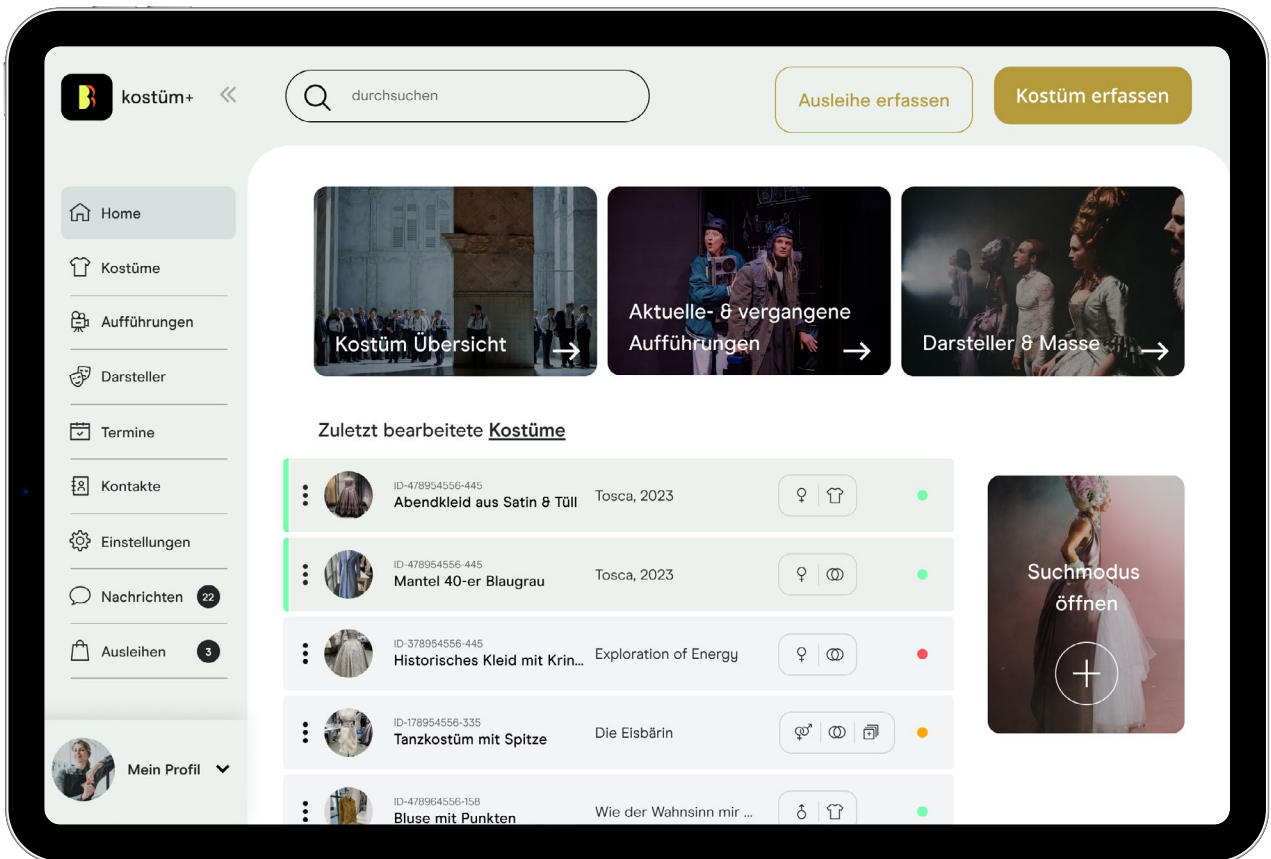 kostüm+
durchsuchen
Ausleihe erfassen
Kostüm erfassen
Home
Kostüme
Aufführungen
Darsteller
Termine
Kontakte
Einstellungen
Nachrichten 22
Ausleihen 3
Mein Profil
Kostüm Übersicht
Aktuelle- & vergangene
Aufführungen
Darsteller & Masse
Zuletzt bearbeitete Kostüme
ID-478954556-445
Abendkleid aus Satin & Tüll Tosca, 2023
ID-478954556-445
Mantel 40-er Blaugrau Tosca, 2023
ID-378954556-445
Historisches Kleid mit Krin... Exploration of Energy
ID-178954556-335
Tanzkostüm mit Spitze Die Eisbärin
ID-478964556-158
Bluse mit Punkten Wie der Wahnsinn mir ...
Suchmodus
öffnen